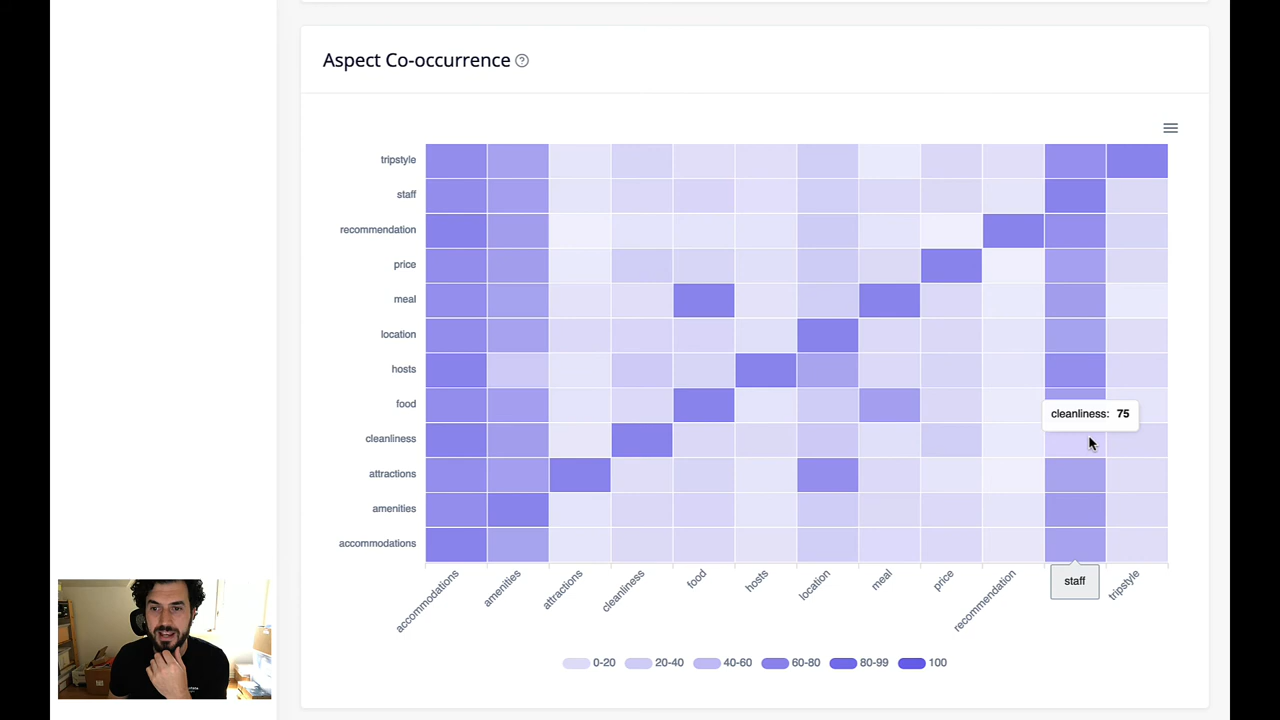 Aspect Co-occurrence ?
tripstyle
staff
recommendation
price
meal
location
hosts
food
cleanliness: 75
cleanliness
attractions
amenities
accommodations
accommodations amenities attractions cleanliness food hosts location meal price recommendation staff tripstyle
0-20 20-40 40-60 60-80 80-99 100